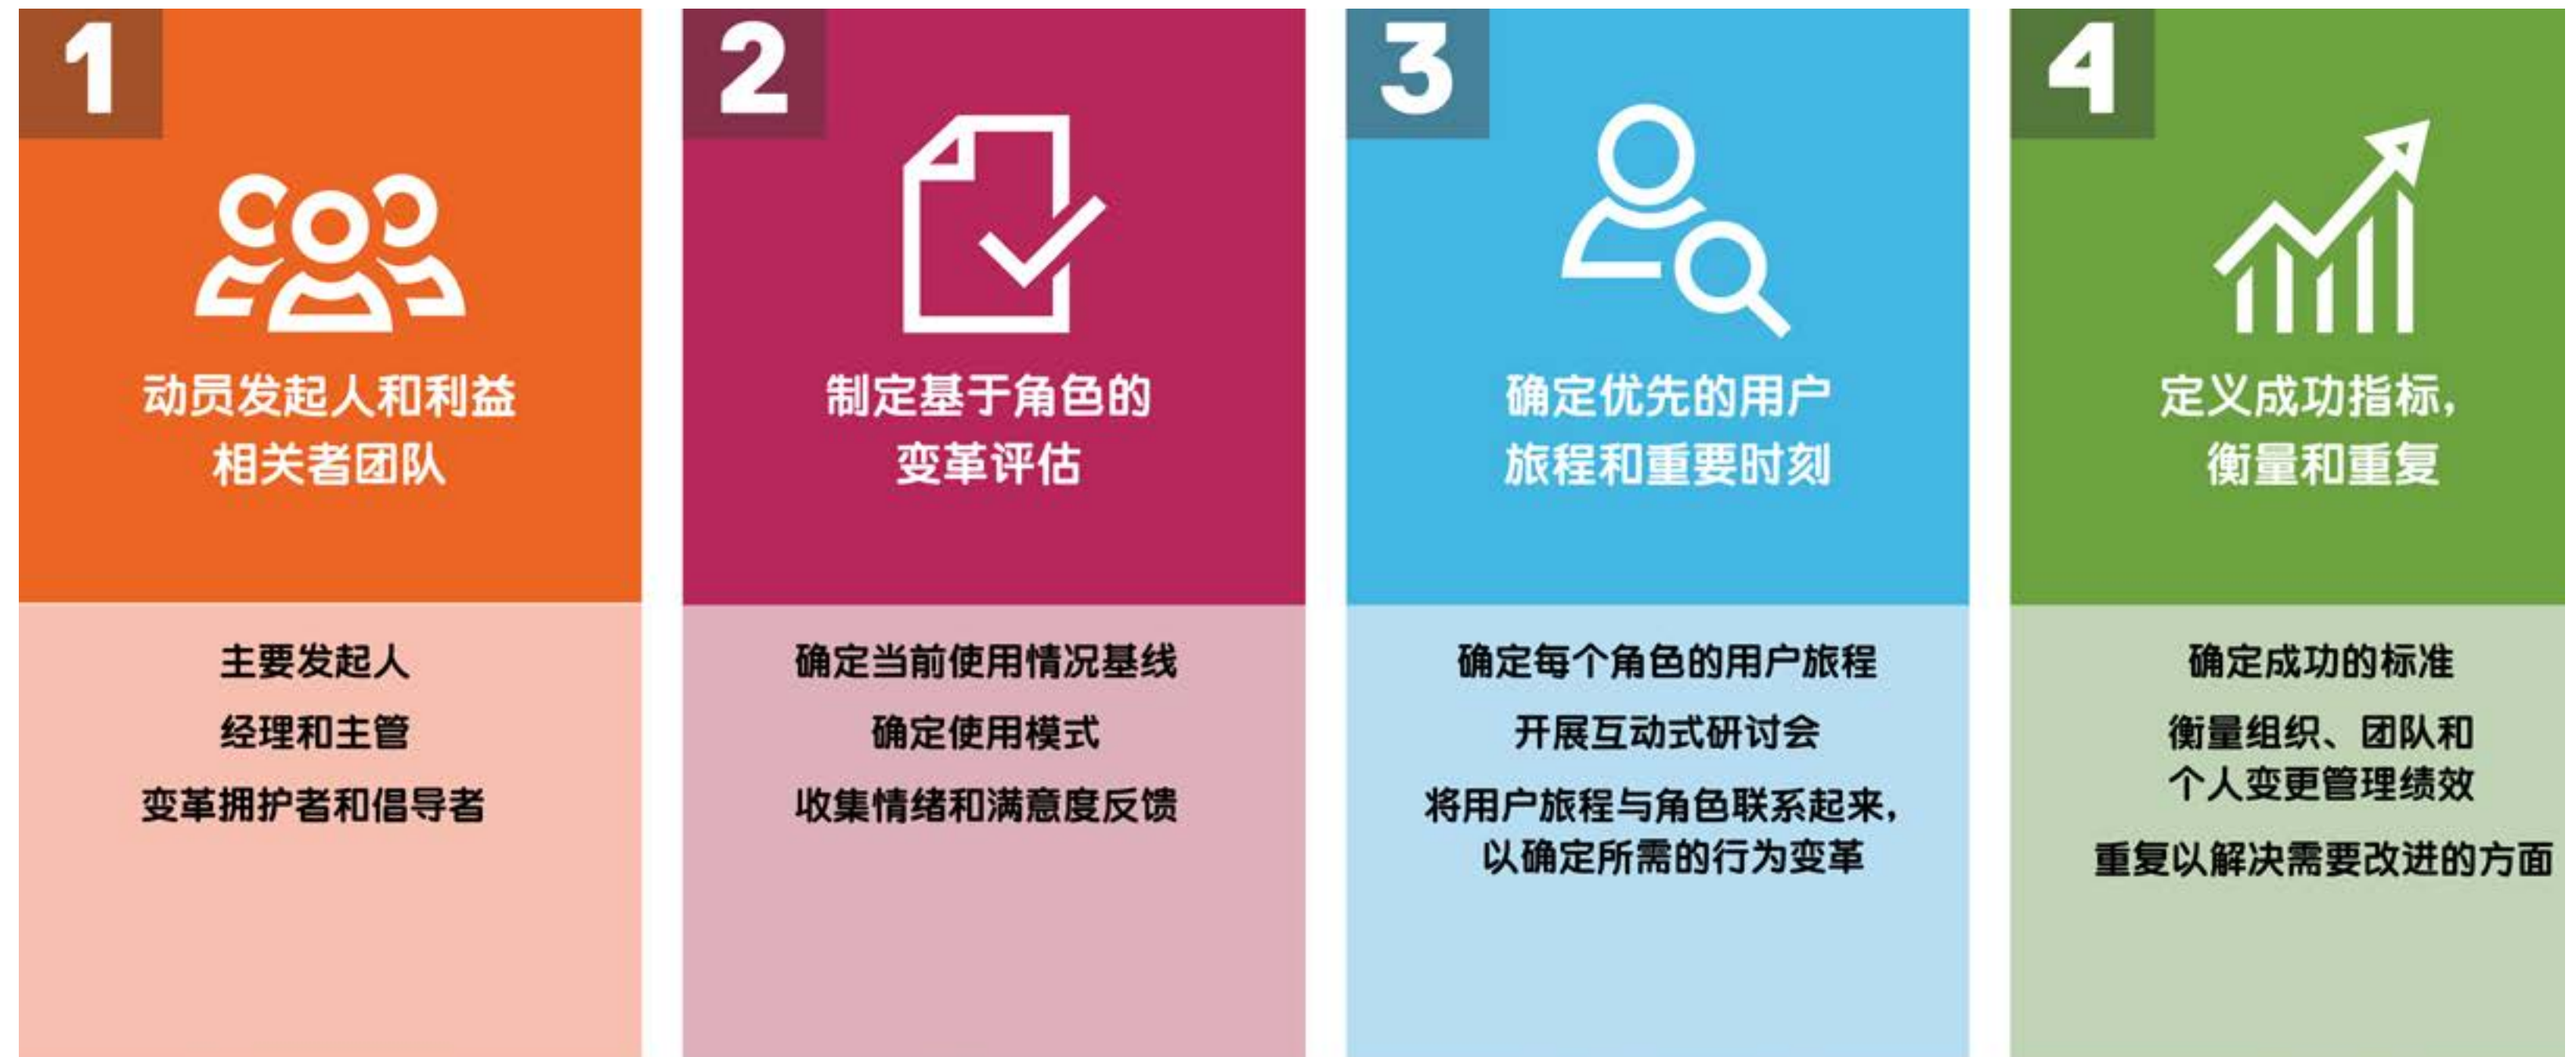 1
动员发起人和利益
相关者团队
主要发起人
经理和主管
变革拥护者和倡导者
2
制定基于角色的
变革评估
确定当前使用情况基线
确定使用模式
收集情绪和满意度反馈
3
确定优先的用户
旅程和重要时刻
确定每个角色的用户旅程
开展互动式研讨会
将用户旅程与角色联系起来，
以确定所需的行为变革
4
定义成功指标，
衡量和重复
确定成功的标准
衡量组织、团队和
个人变更管理绩效
重复以解决需要改进的方面